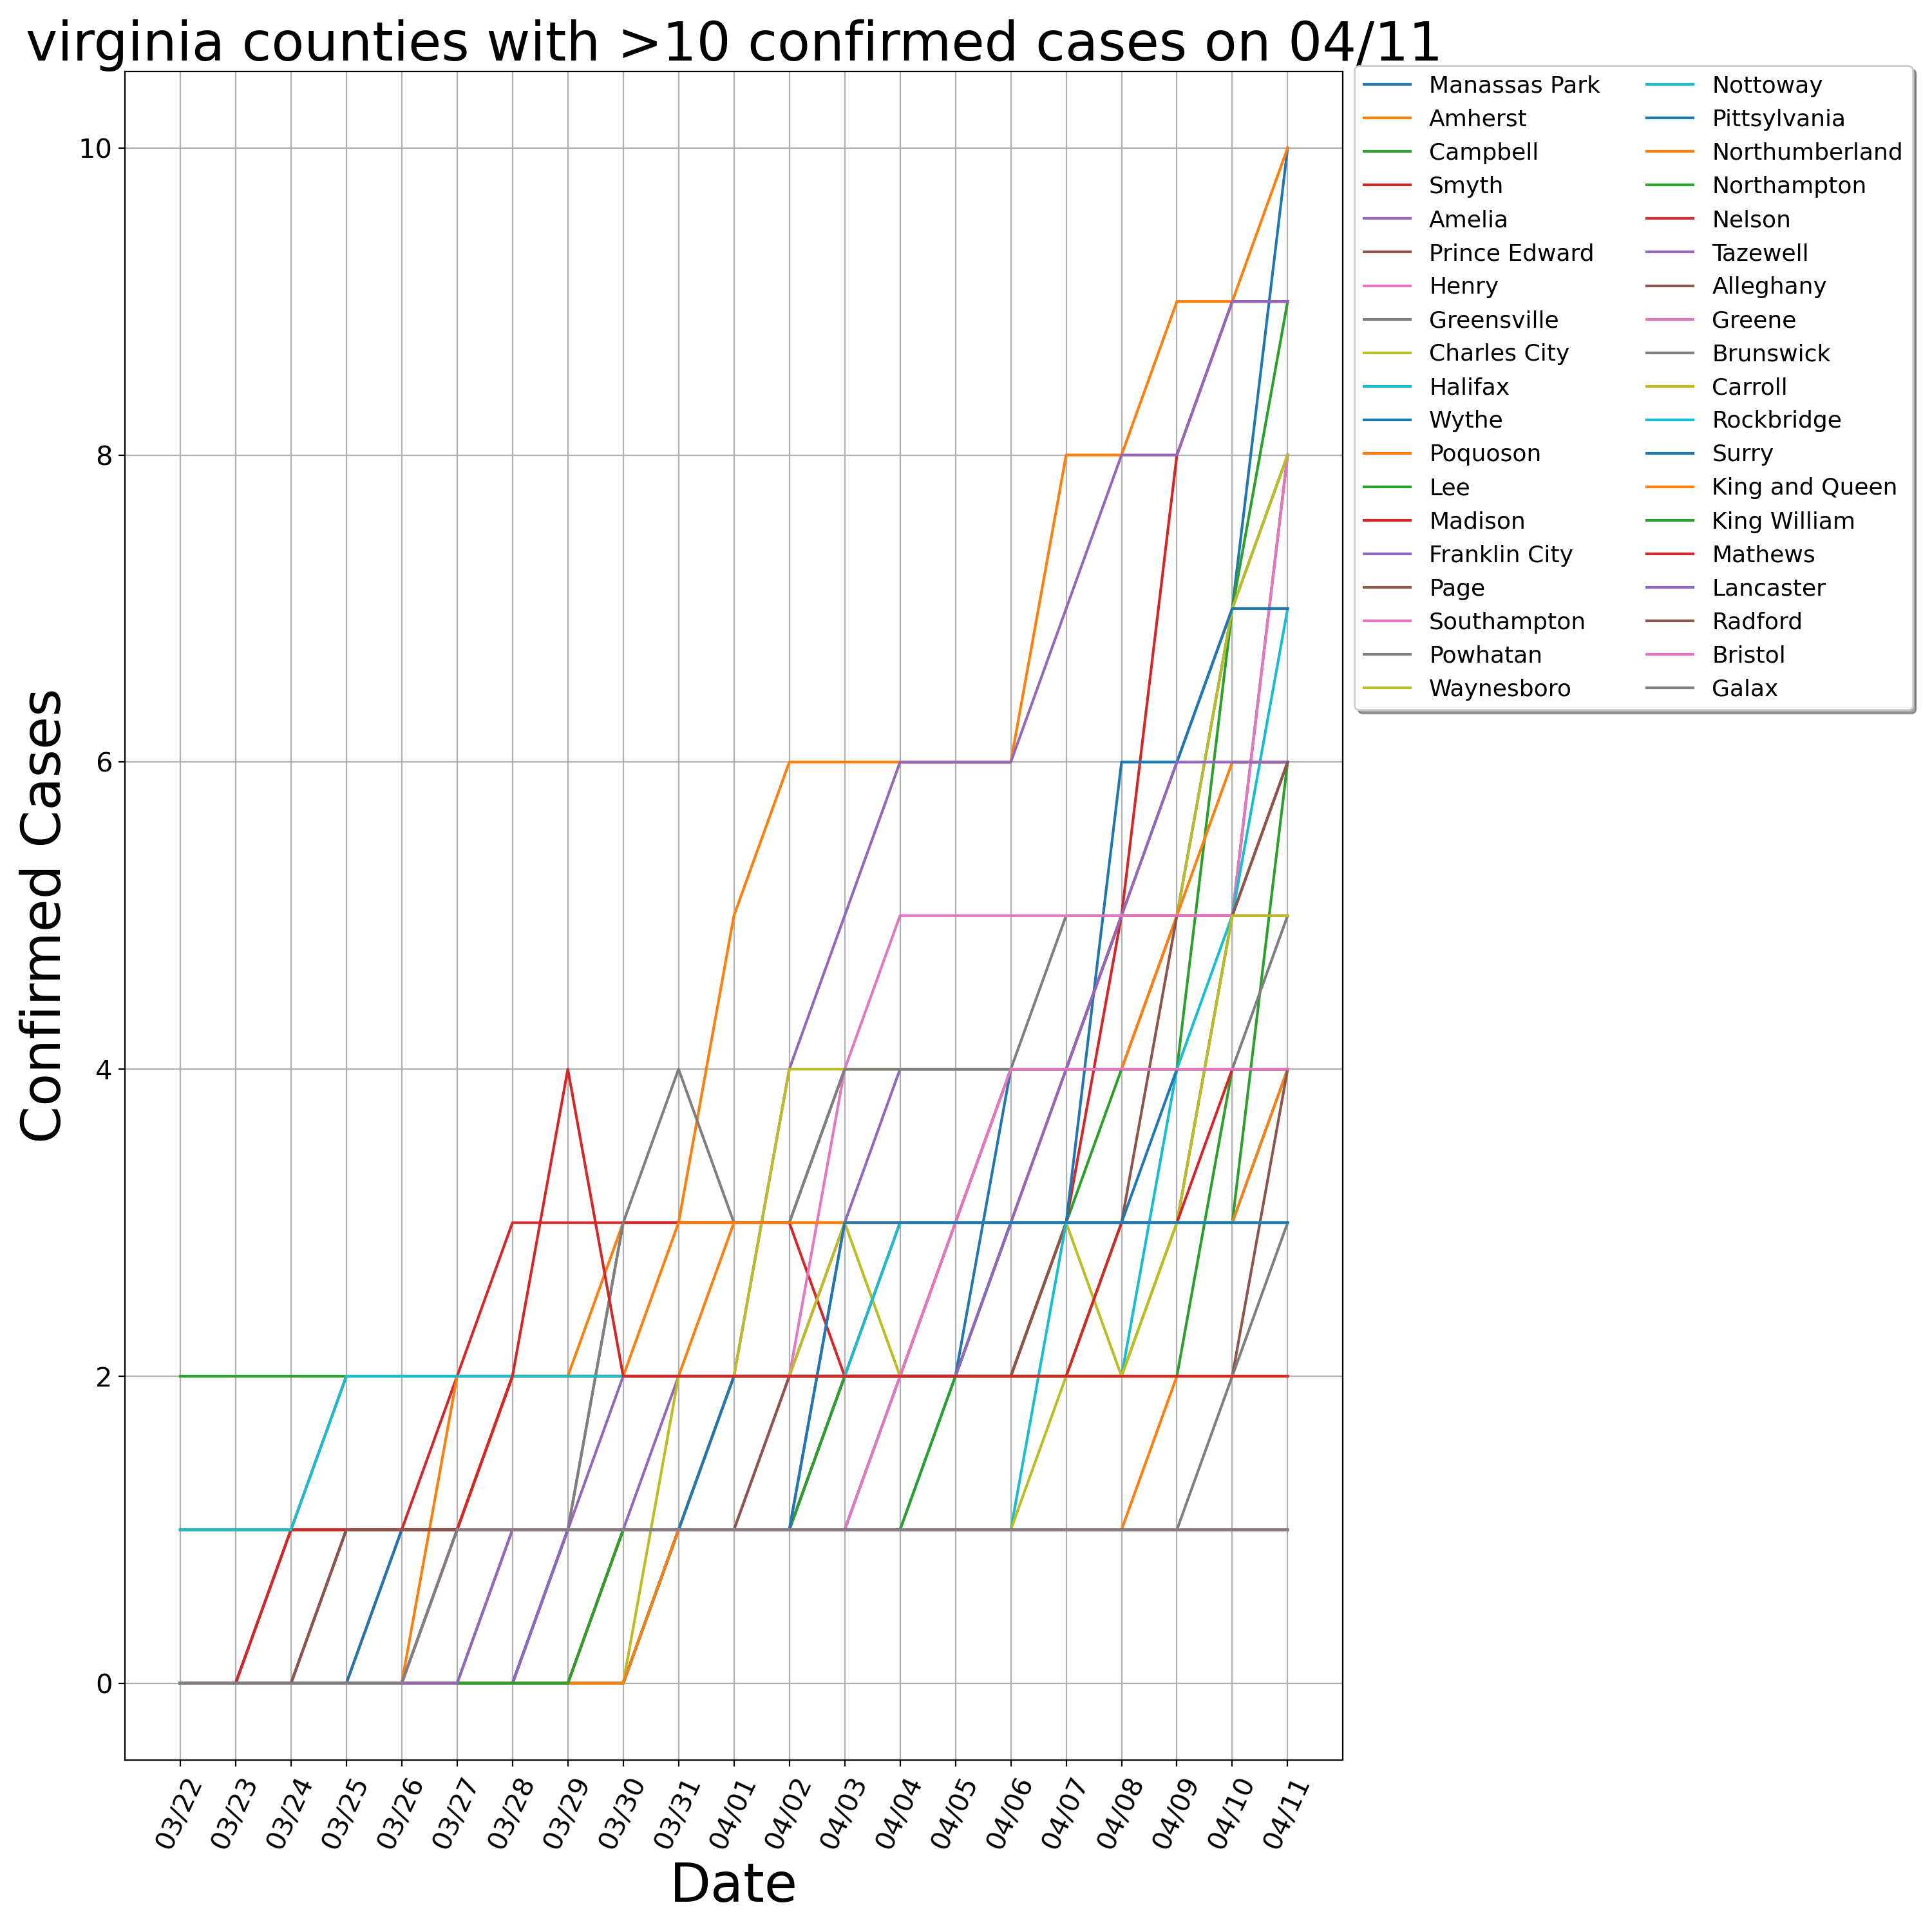 virginia counties with >10 confirmed cases on 04/11
Confirmed Cases
10
8
6
4
2
0
03/22
03/23
03/24
03/25
03/26
03/27
03/28
03/29
03/30
03/31
04/01
04/02
04/03
04/04
04/05
04/06
04/07
04/08
04/09
04/10
04/11
Date
Manassas Park
Amherst
Campbell
Smyth
Amelia
Prince Edward
Henry
Greensville
Charles City
Halifax
Wythe
Poquoson
Lee
Madison
Franklin City
Page
Southampton
Powhatan
Waynesboro
Nottoway
Pittsylvania
Northumberland
Northampton
Nelson
Tazewell
Alleghany
Greene
Brunswick
Carroll
Rockbridge
Surry
King and Queen
King William
Mathews
Lancaster
Radford
Bristol
Galax